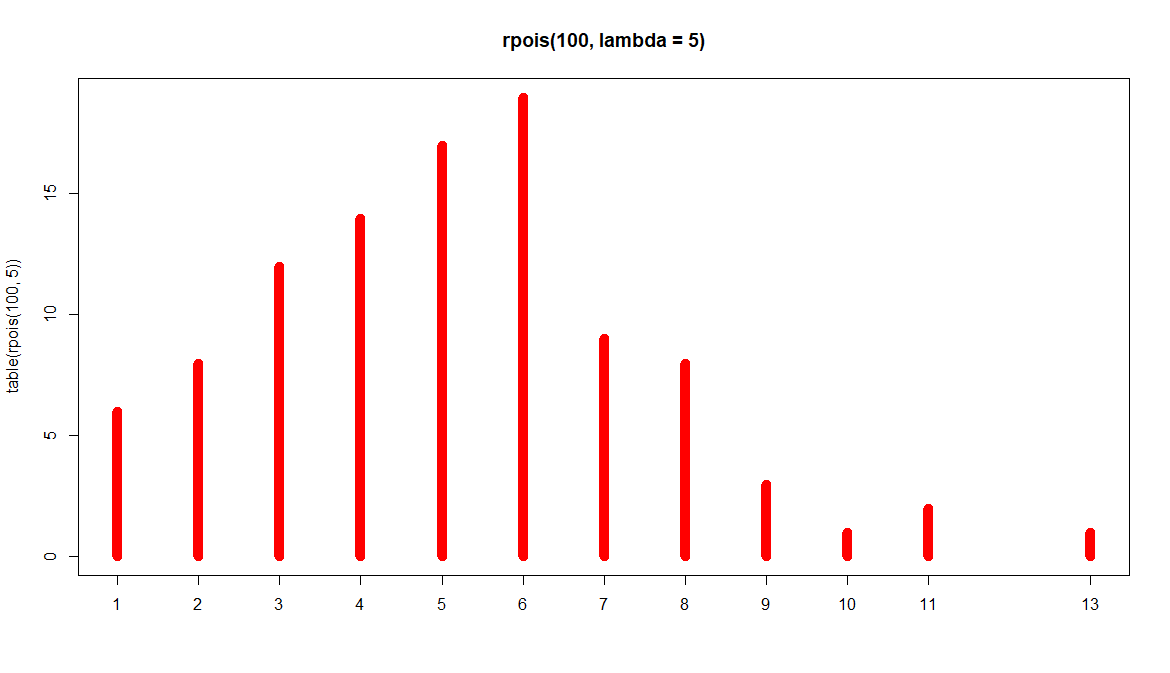 rpois(100, lambda = 5)
table(rpois(100, 5))
15
10
5
0
1 2 3 4 5 6 7 8 9 10 11 13